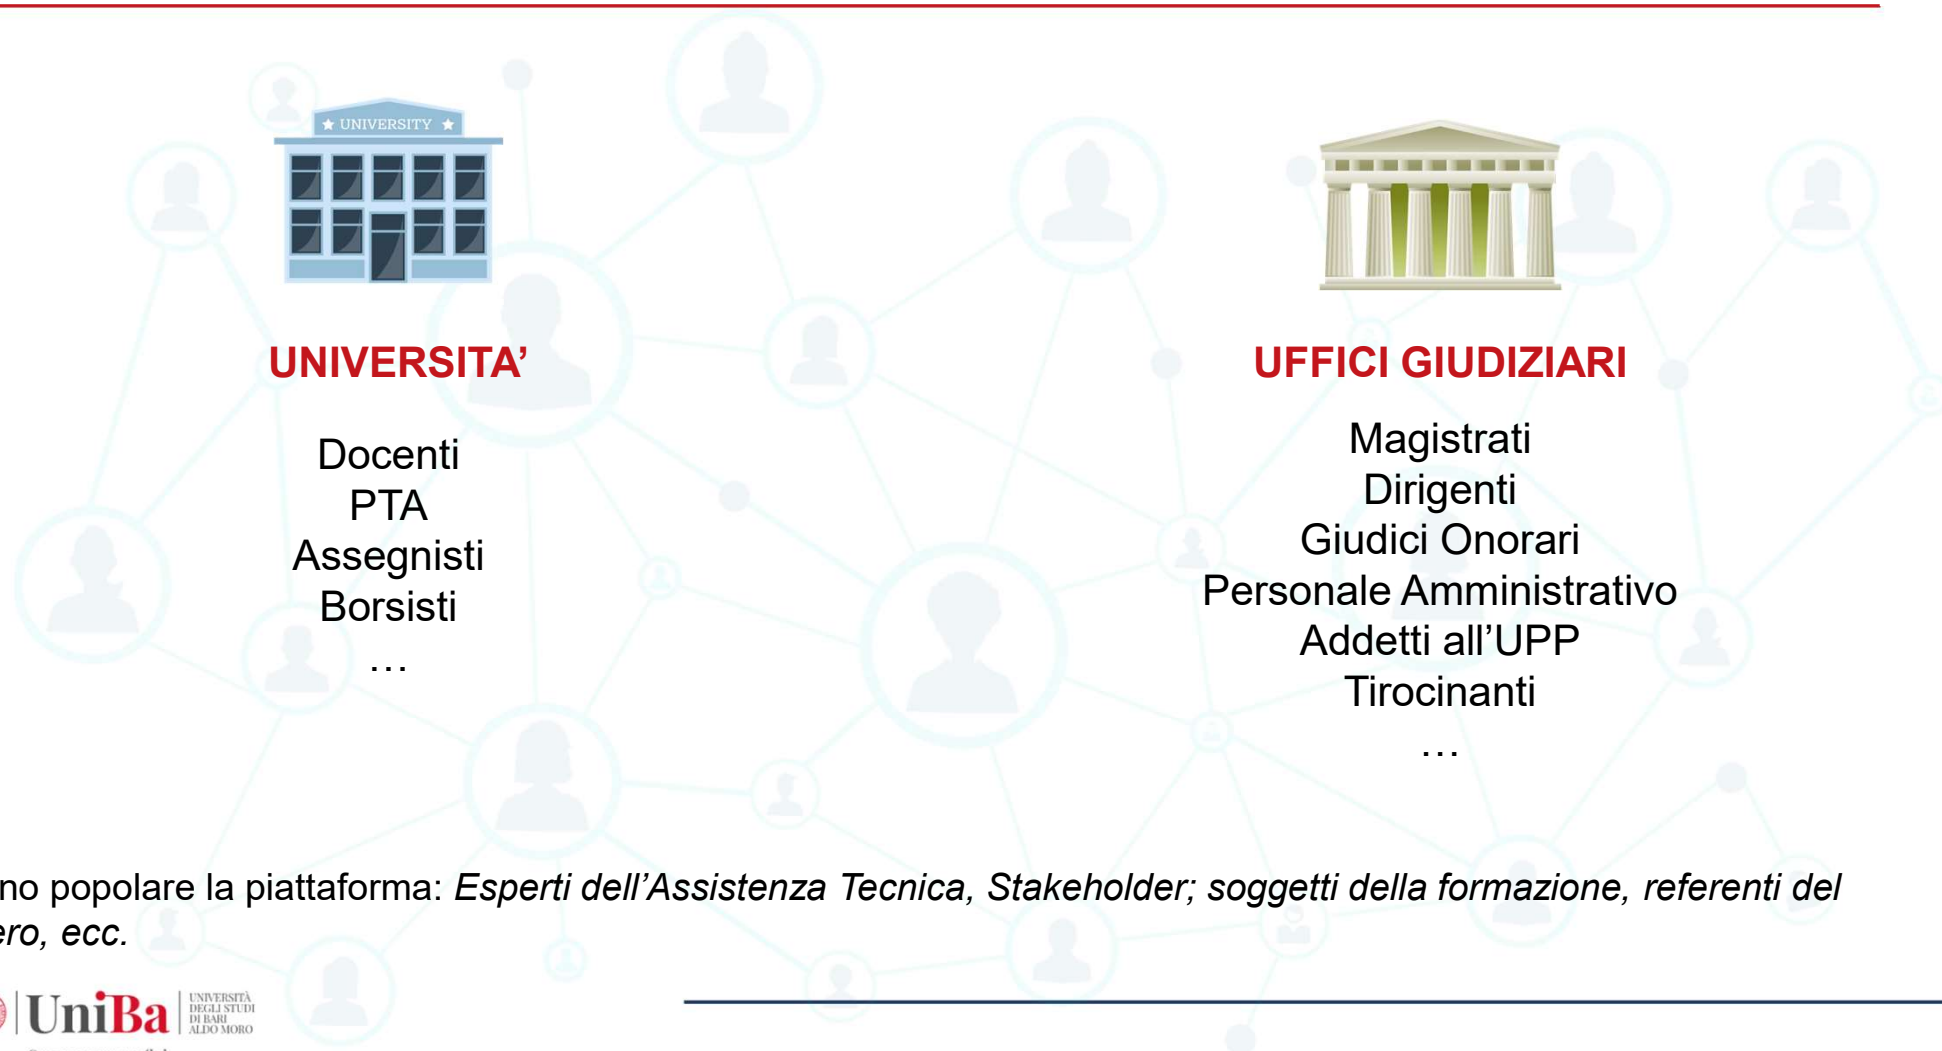 ★ UNIVERSITY ★
UNIVERSITA’
Docenti
PTA
Assegnisti
Borsisti
…
UFFICI GIUDIZIARI
Magistrati
Dirigenti
Giudici Onorari
Personale Amministrativo
Addetti all’UPP
Tirocinanti
…
no popolare la piattaforma: Esperti dell’Assistenza Tecnica, Stakeholder; soggetti della formazione, referenti del
ero, ecc.
UniBa
UNIVERSITÀ
DEGLI STUDI
DI BARI
ALDO MORO